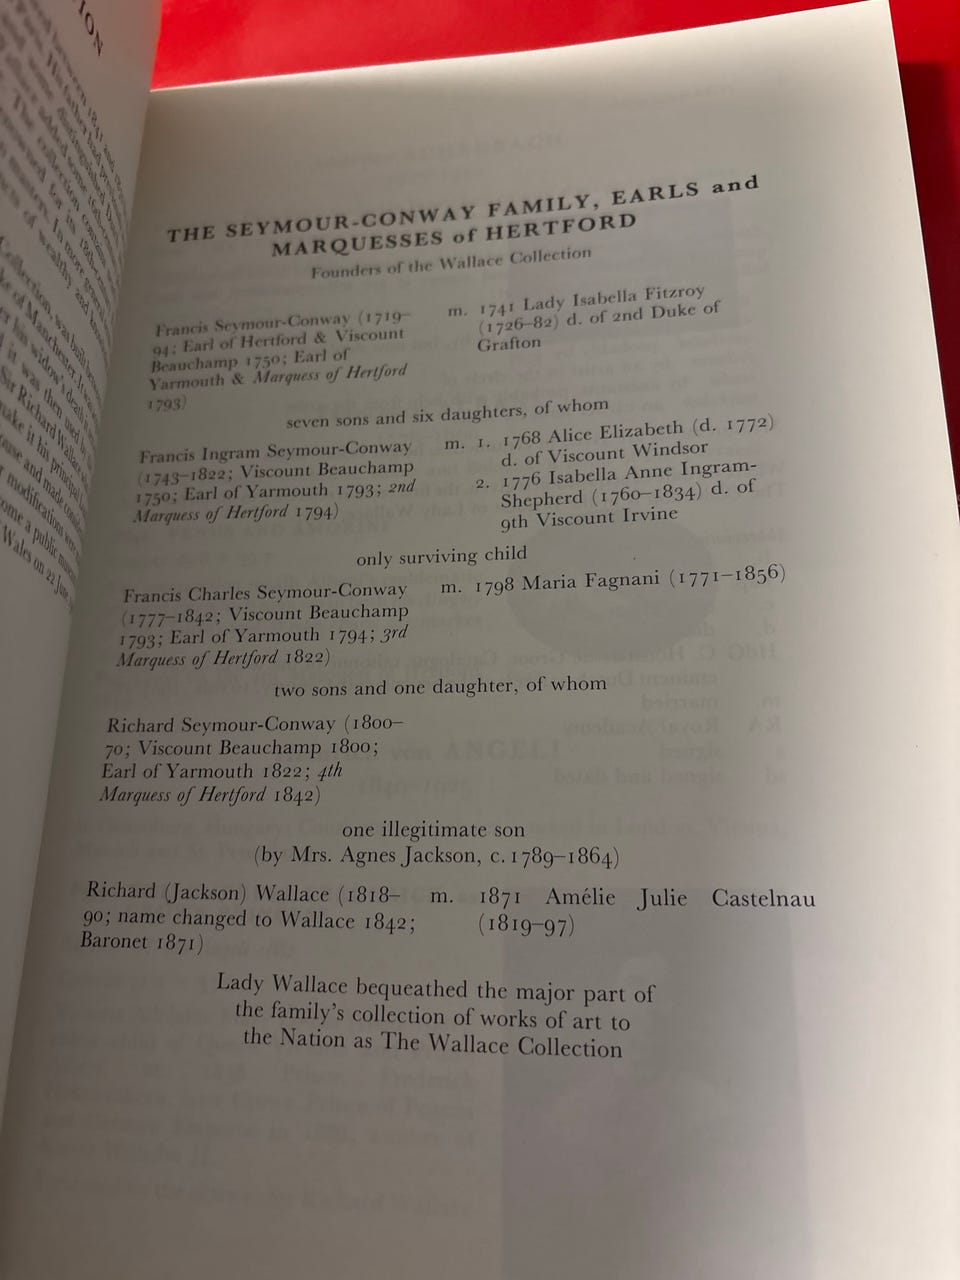 ION
THE SEYMOUR-CONWAY FAMILY, EARLS and
MARQUESSES of HERTFORD
Founders of the Wallace Collection
Francis Seymour-Conway (1719–
94; Earl of Hertford & Viscount
Beauchamp 1750; Earl of
Yarmouth & Marquess of Hertford
1793)
m. 1741 Lady Isabella Fitzroy
(1726–82) d. of 2nd Duke of
Grafton
seven sons and six daughters, of whom
Francis Ingram Seymour-Conway
(1743–1822; Viscount Beauchamp
1750; Earl of Yarmouth 1793; 2nd
Marquess of Hertford 1794)
m. 1. 1768 Alice Elizabeth (d. 1772)
d. of Viscount Windsor
2. 1776 Isabella Anne Ingram-
Shepherd (1760–1834) d. of
9th Viscount Irvine
only surviving child
Francis Charles Seymour-Conway
(1777–1842; Viscount Beauchamp
1793; Earl of Yarmouth 1794; 3rd
Marquess of Hertford 1822)
m. 1798 Maria Fagnani (1771–1856)
two sons and one daughter, of whom
Richard Seymour-Conway (1800–
70; Viscount Beauchamp 1800;
Earl of Yarmouth 1822; 4th
Marquess of Hertford 1842)
one illegitimate son
(by Mrs. Agnes Jackson, c. 1789–1864)
Richard (Jackson) Wallace (1818–
90; name changed to Wallace 1842;
Baronet 1871)
m. 1871 Amélie Julie Castelnau
(1819–97)
Lady Wallace bequeathed the major part of
the family's collection of works of art to
the Nation as The Wallace Collection